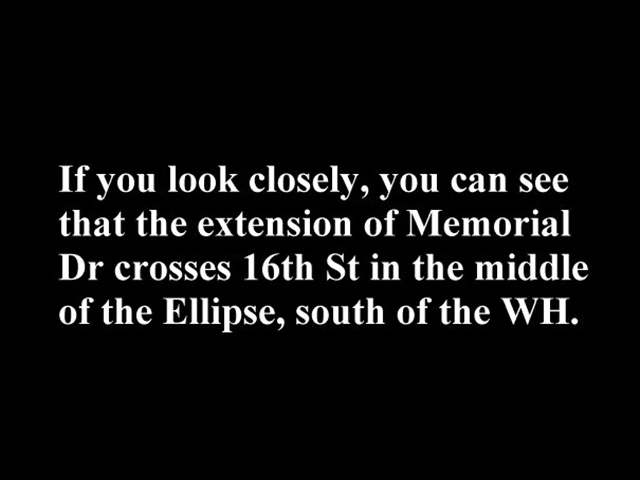 If you look closely, you can see
that the extension of Memorial
Dr crosses 16th St in the middle
of the Ellipse, south of the WH.